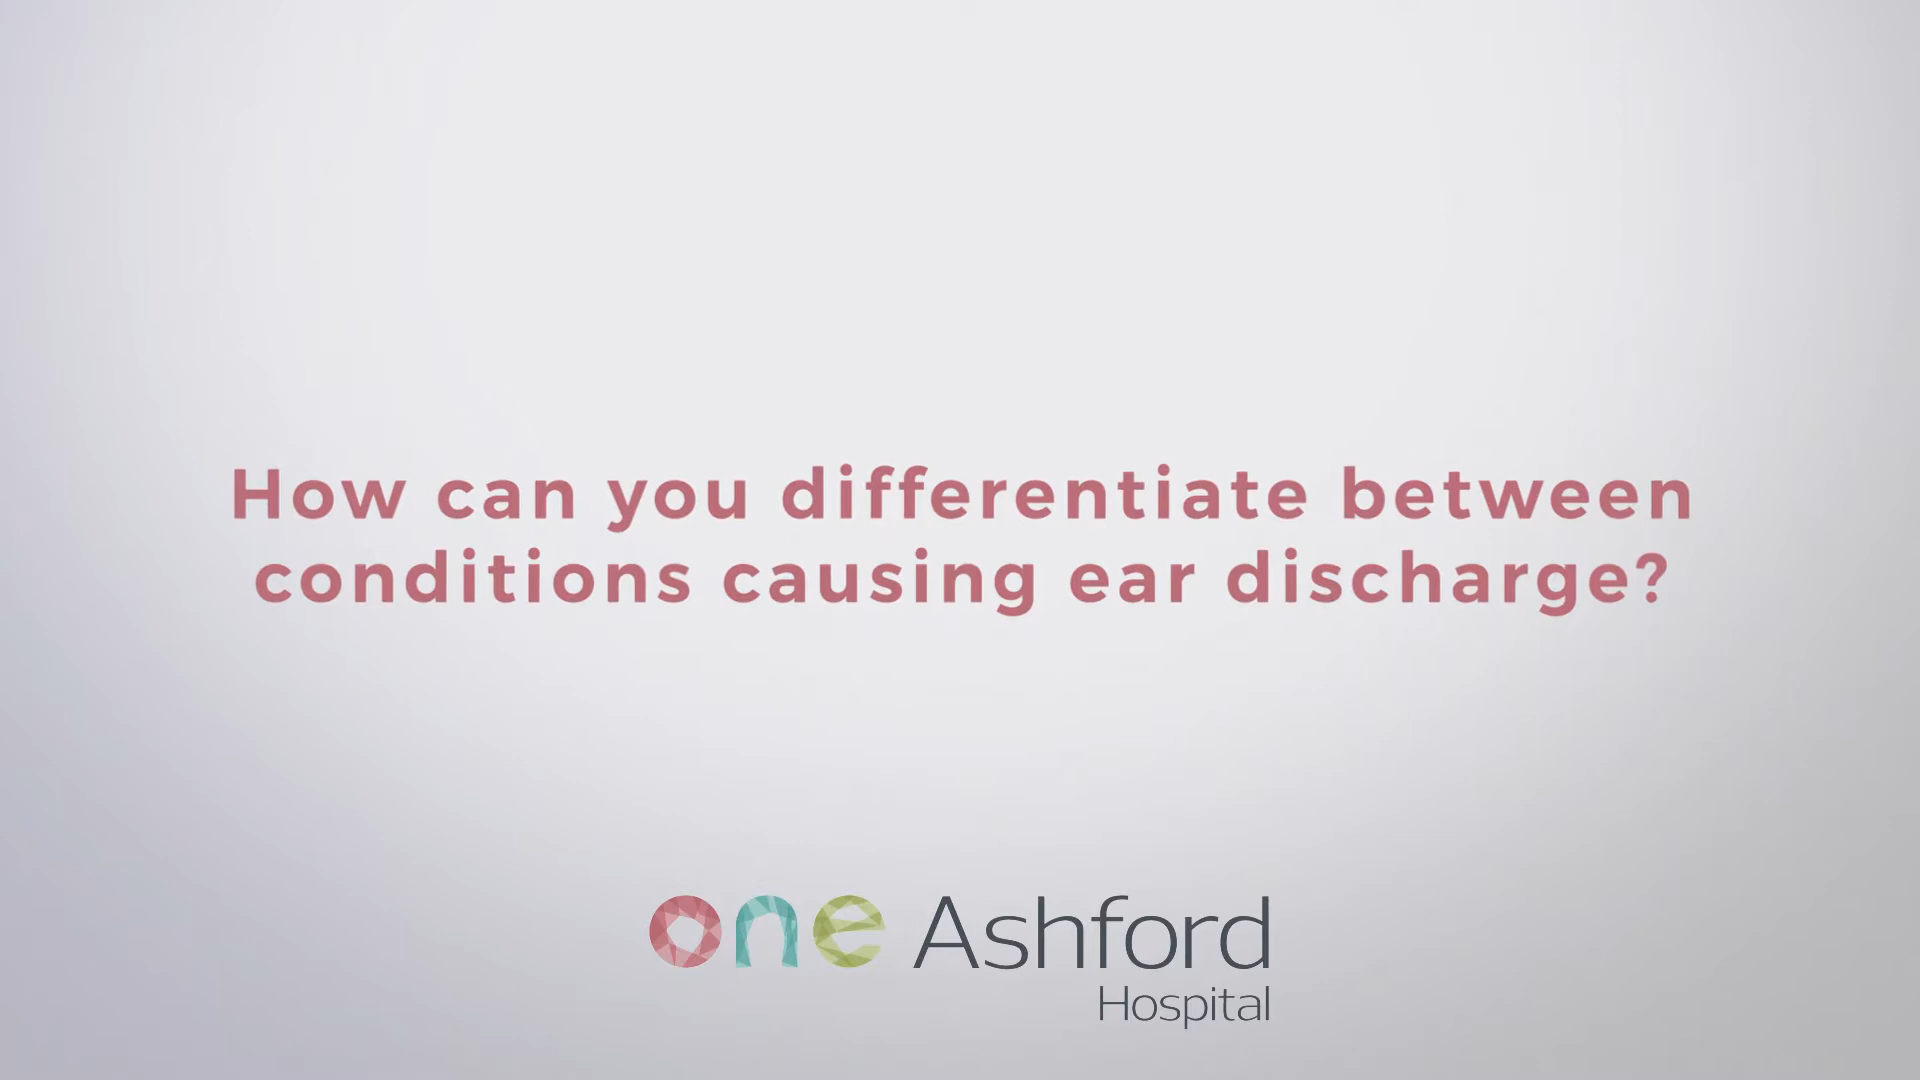 How can you differentiate between
conditions causing ear discharge?
one Ashford
Hospital